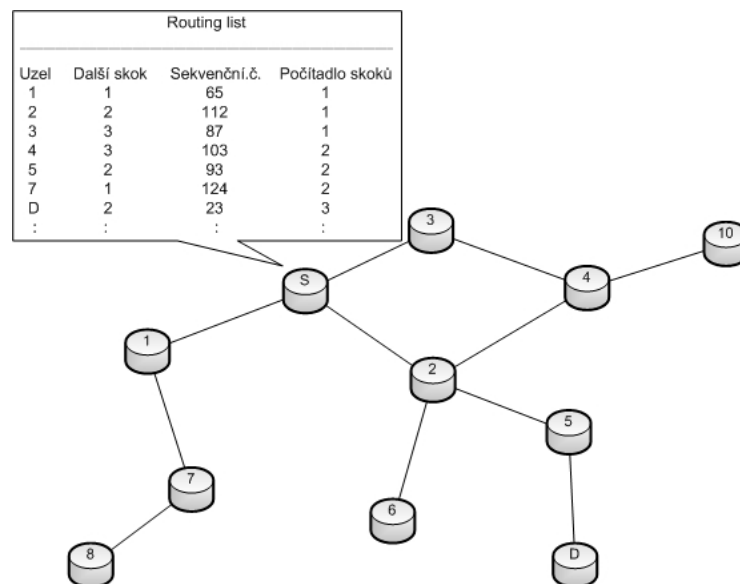 Routing list
Uzel Další skok Sekvenční.č. Počítadlo skoků
1 1 65 1
2 2 112 1
3 3 87 1
4 3 103 2
5 2 93 2
7 1 124 2
D 2 23 3
: : : :
3
10
S
4
1
2
5
7
6
8
D